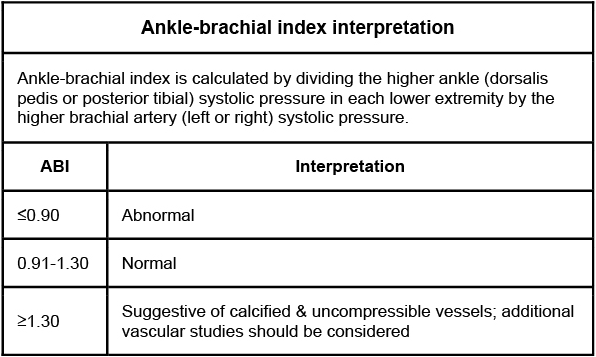 Ankle-brachial index interpretation
Ankle-brachial index is calculated by dividing the higher ankle (dorsalis
pedis or posterior tibial) systolic pressure in each lower extremity by the
higher brachial artery (left or right) systolic pressure.
ABI Interpretation
≤0.90 Abnormal
0.91-1.30 Normal
≥1.30 Suggestive of calcified & uncompressible vessels; additional
vascular studies should be considered